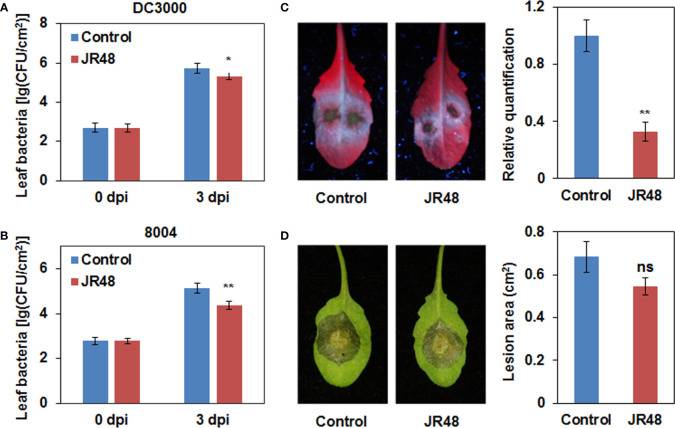 A
DC3000
Leaf bacteria [lg(CFU/cm²)]
8
6
4
2
0
Control
JR48
*
0 dpi
3 dpi
B
8004
Leaf bacteria [lg(CFU/cm²)]
6
4
2
0
Control
JR48
**
0 dpi
3 dpi
C
Control
JR48
Relative quantification
1.2
0.8
0.4
0
**
Control
JR48
D
Control
JR48
Lesion area (cm²)
0.8
0.6
0.4
0.2
0
ns
Control
JR48